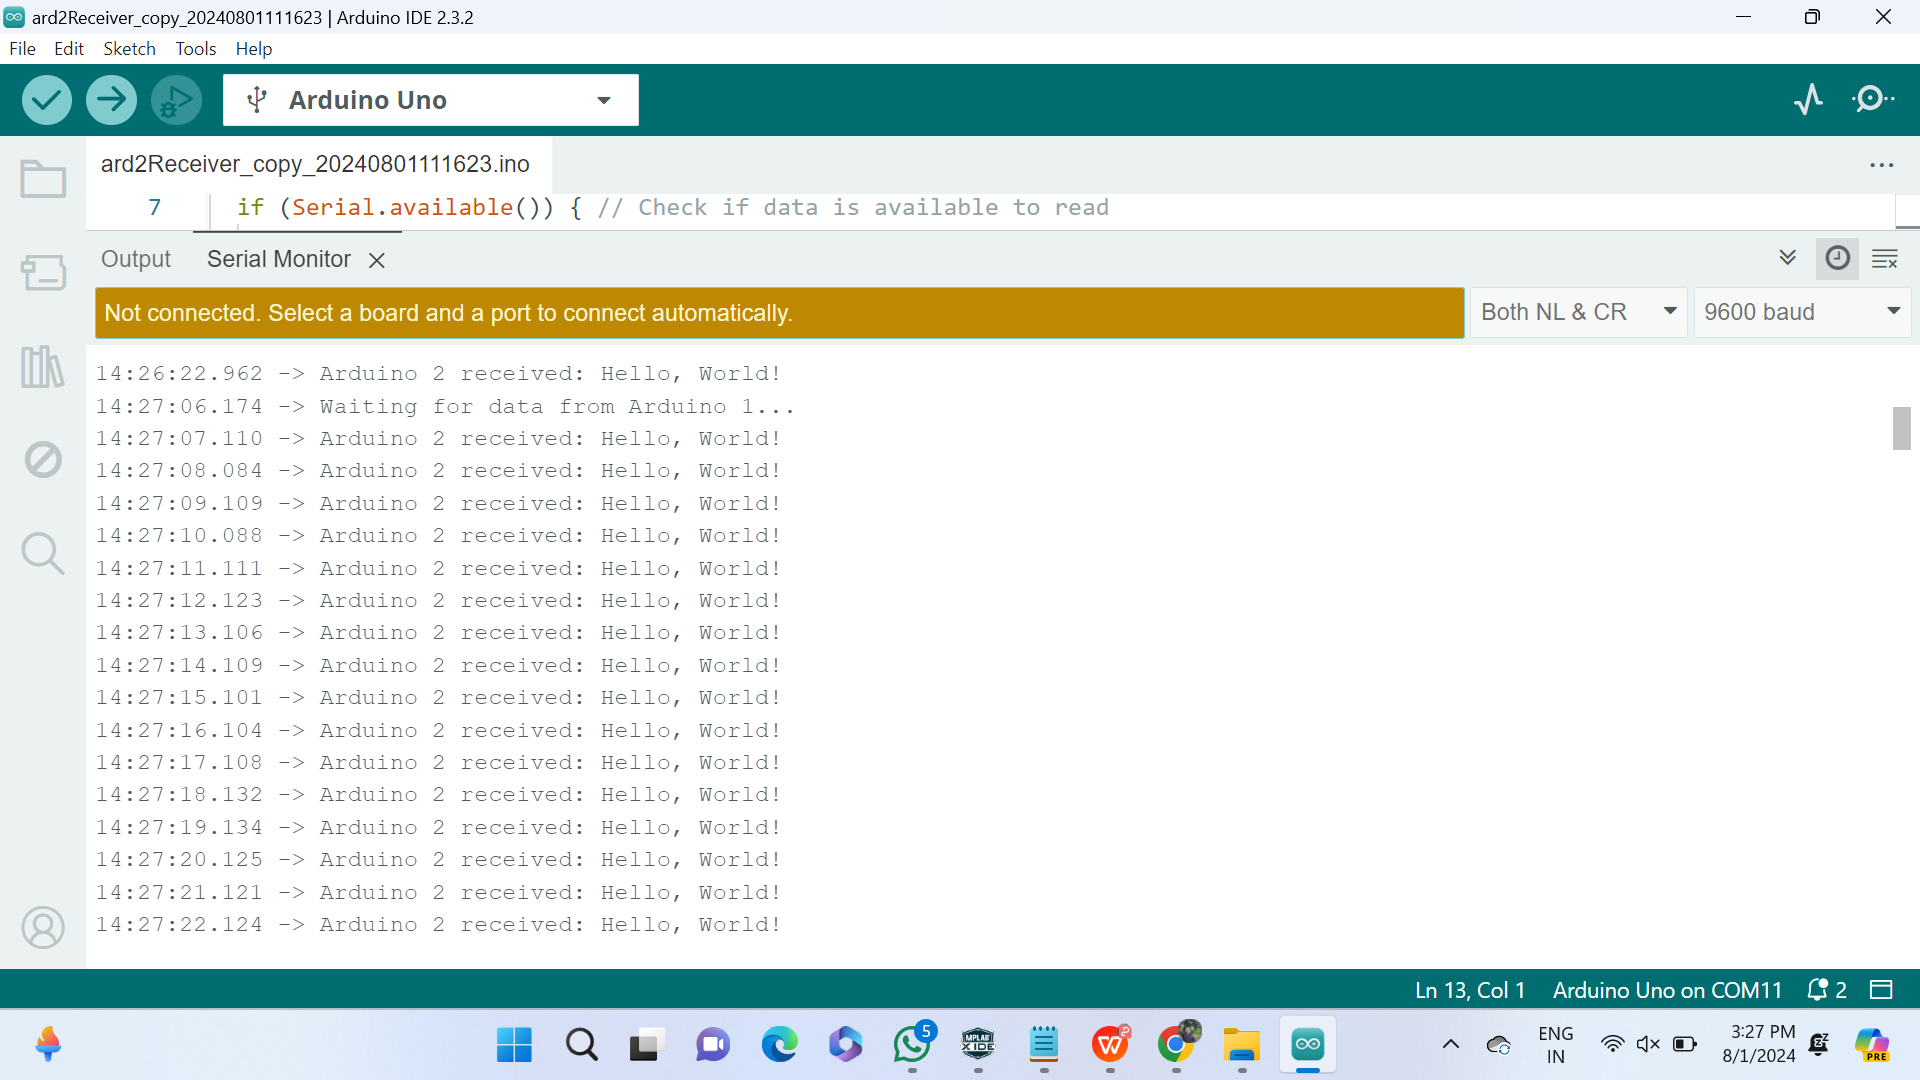 ard2Receiver_copy_20240801111623 | Arduino IDE 2.3.2
File Edit Sketch Tools Help
Arduino Uno
ard2Receiver_copy_20240801111623.ino
7 if (Serial.available()) { // Check if data is available to read
Output Serial Monitor
Not connected. Select a board and a port to connect automatically. Both NL & CR 9600 baud
14:26:22.962 -> Arduino 2 received: Hello, World!
14:27:06.174 -> Waiting for data from Arduino 1...
14:27:07.110 -> Arduino 2 received: Hello, World!
14:27:08.084 -> Arduino 2 received: Hello, World!
14:27:09.109 -> Arduino 2 received: Hello, World!
14:27:10.088 -> Arduino 2 received: Hello, World!
14:27:11.111 -> Arduino 2 received: Hello, World!
14:27:12.123 -> Arduino 2 received: Hello, World!
14:27:13.106 -> Arduino 2 received: Hello, World!
14:27:14.109 -> Arduino 2 received: Hello, World!
14:27:15.101 -> Arduino 2 received: Hello, World!
14:27:16.104 -> Arduino 2 received: Hello, World!
14:27:17.108 -> Arduino 2 received: Hello, World!
14:27:18.132 -> Arduino 2 received: Hello, World!
14:27:19.134 -> Arduino 2 received: Hello, World!
14:27:20.125 -> Arduino 2 received: Hello, World!
14:27:21.121 -> Arduino 2 received: Hello, World!
14:27:22.124 -> Arduino 2 received: Hello, World!
Ln 13, Col 1 Arduino Uno on COM11 2
5 MPLAB X IDE W ENG 3:27 PM
IN 8/1/2024 PRE